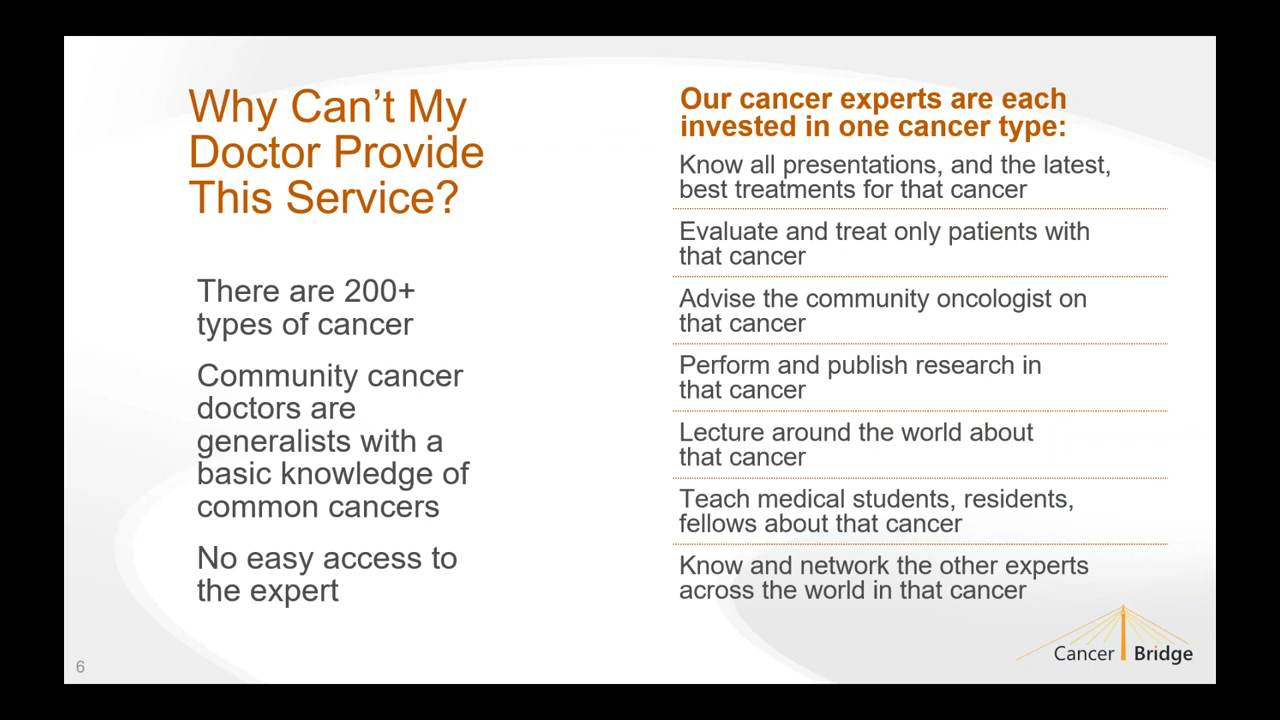 Why Can't My
Doctor Provide
This Service?
There are 200+
types of cancer
Community cancer
doctors are
generalists with a
basic knowledge of
common cancers
No easy access to
the expert
Our cancer experts are each
invested in one cancer type:
Know all presentations, and the latest,
best treatments for that cancer
Evaluate and treat only patients with
that cancer
Advise the community oncologist on
that cancer
Perform and publish research in
that cancer
Lecture around the world about
that cancer
Teach medical students, residents,
fellows about that cancer
Know and network the other experts
across the world in that cancer
Cancer Bridge
6